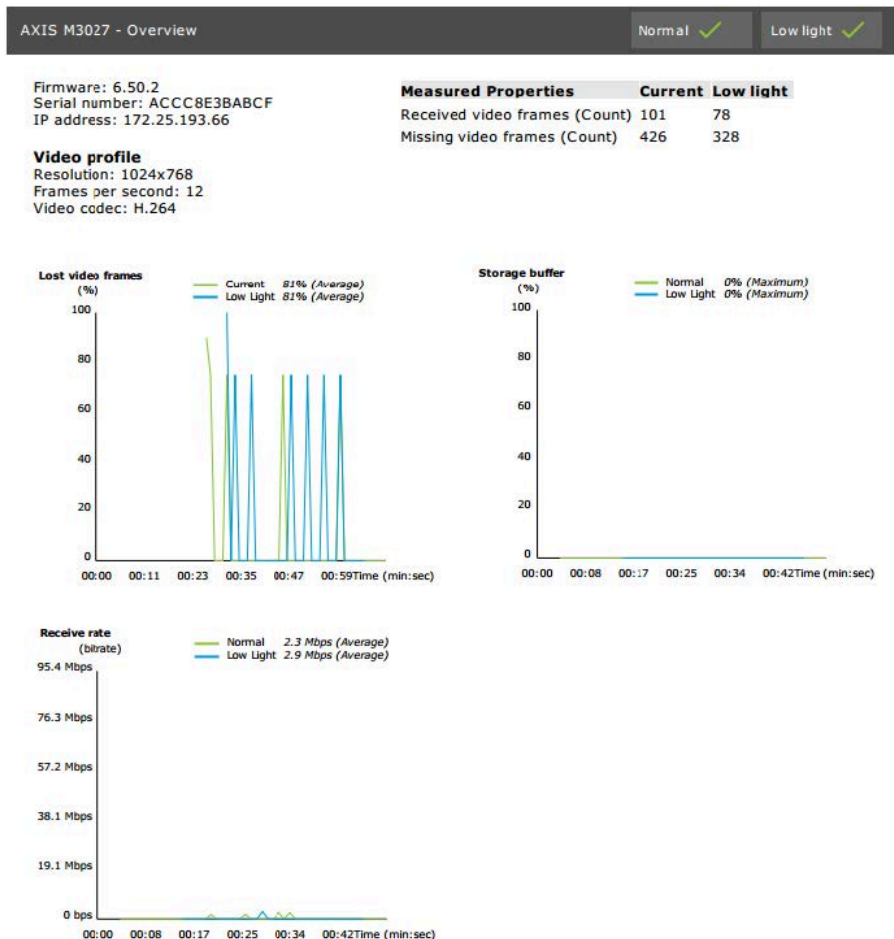 AXIS M3027 - Overview
Normal
Low light
Firmware: 6.50.2
Serial number: ACCC8E3BABCF
IP address: 172.25.193.66
Video profile
Resolution: 1024x768
Frames per second: 12
Video codec: H.264
Measured Properties Current Low light
Received video frames (Count) 101 78
Missing video frames (Count) 426 328
Lost video frames
(%)
Current 81% (Average)
Low Light 81% (Average)
100
80
60
40
20
0
00:00 00:11 00:23 00:35 00:47 00:59Time (min:sec)
Storage buffer
(%)
Normal 0% (Maximum)
Low Light 0% (Maximum)
100
80
60
40
20
0
00:00 00:08 00:17 00:25 00:34 00:42Time (min:sec)
Receive rate
(bitrate)
Normal 2.3 Mbps (Average)
Low Light 2.9 Mbps (Average)
95.4 Mbps
76.3 Mbps
57.2 Mbps
38.1 Mbps
19.1 Mbps
0 bps
00:00 00:08 00:17 00:25 00:34 00:42Time (min:sec)